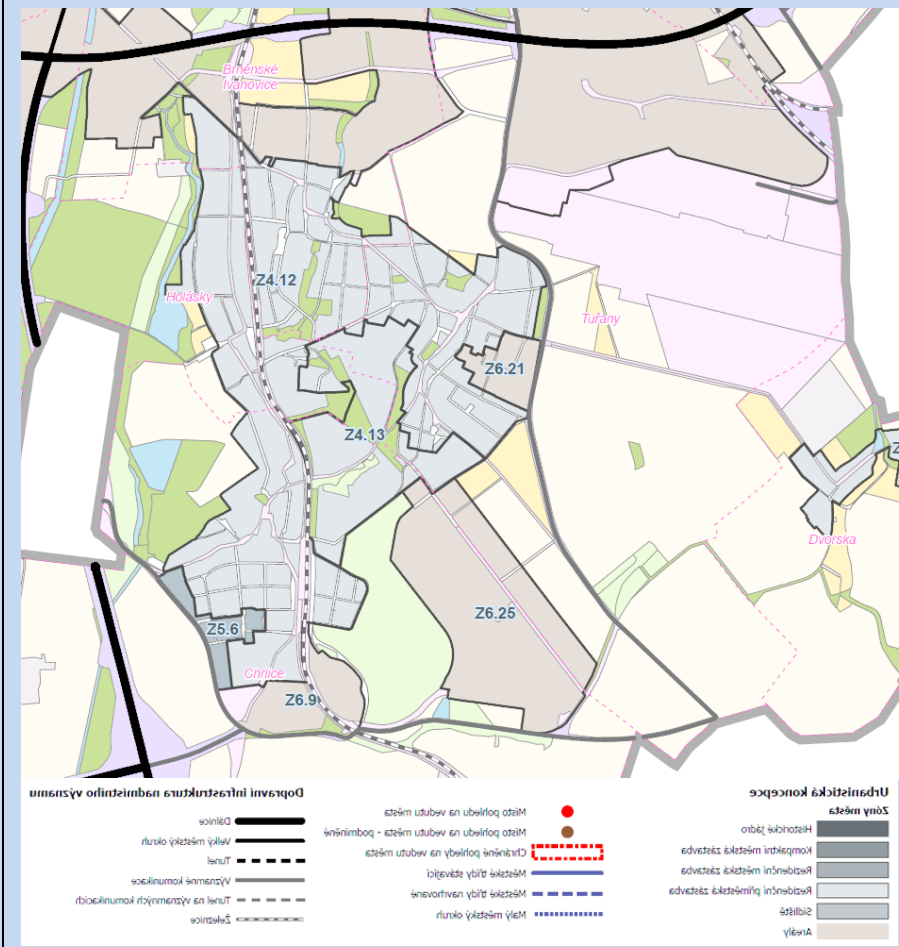 Brněnské
Ivanovice
Z4.12
Holásky
Tuřany
Z6.21
Z4.13
Z
Dvorska
Z6.25
Z5.6
Chrlice
Z6.9
Dopravní infrastruktura nadmístního významu
Dálnice
Velký městský okruh
Tunel
Významné komunikace
Tunel na významných komunikacích
Železnice
Místo pohledu na vedutu města
Místo pohledu na vedutu města - podmíněné
Chráněné pohledy na vedutu města
Městské třídy stávající
Městské třídy navrhované
Malý městský okruh
Urbanistická koncepce
Zóny města
Historické jádro
Kompaktní městská zástavba
Rezidenční městská zástavba
Rezidenční příměstská zástavba
Sídliště
Areály